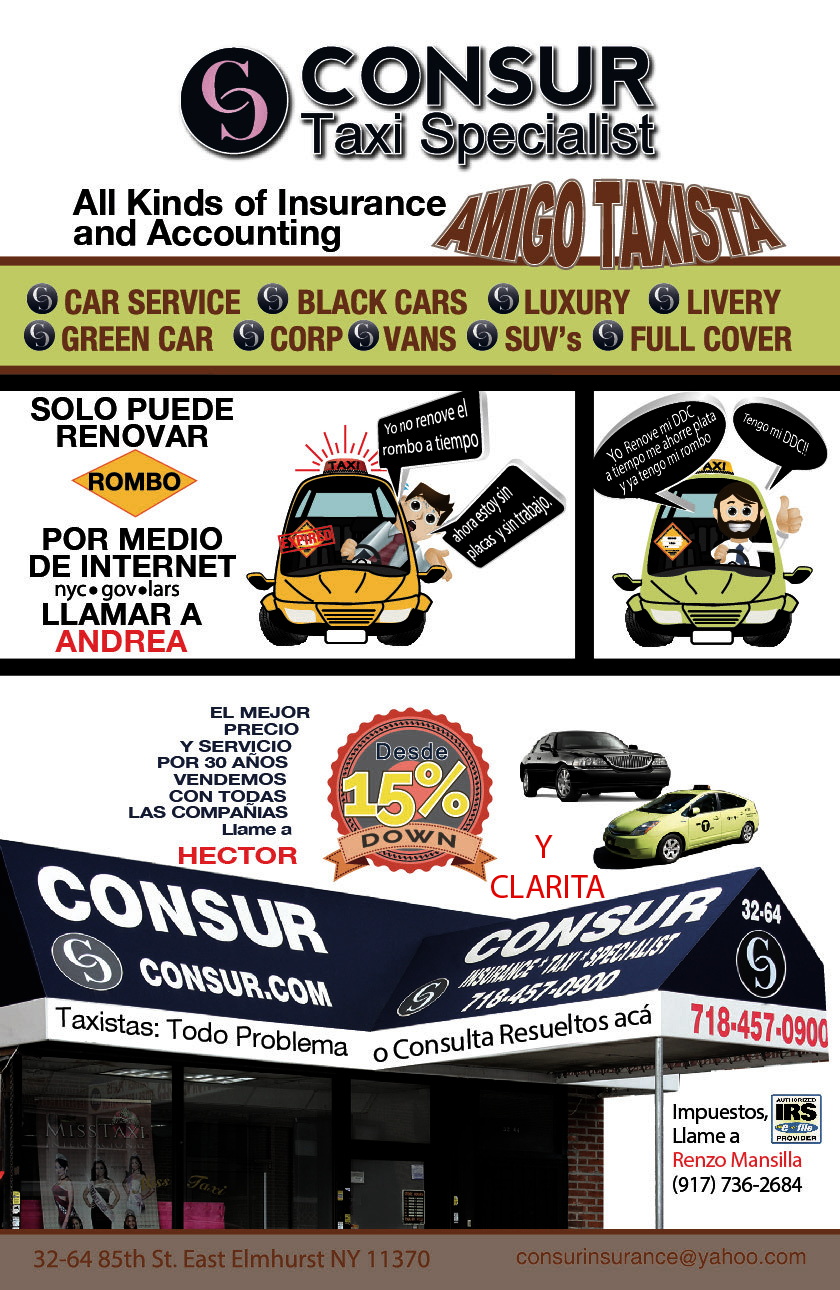 CONSUR
Taxi Specialist
All Kinds of Insurance
and Accounting
AMIGO TAXISTA
CAR SERVICE BLACK CARS LUXURY LIVERY
GREEN CAR CORP VANS SUV's FULL COVER
SOLO PUEDE
RENOVAR
ROMBO
POR MEDIO
DE INTERNET
nyc•gov•lars
LLAMAR A
ANDREA
Yo no renove el
rombo a tiempo
ahora estoy sin
placas y sin trabajo.
TAXI
EXPIRED
Yo Renove mi DDC
a tiempo me ahorre plata
y ya tengo mi rombo
Tengo mi DDC!!
TAXI
EL MEJOR
PRECIO
Y SERVICIO
POR 30 AÑOS
VENDEMOS
CON TODAS
LAS COMPAÑIAS
Llame a
HECTOR
Desde
15%
DOWN
Y
CLARITA
CONSUR
CONSUR.COM
CONSUR
INSURANCE * TAXI * SPECIALIST
718-457-0900
32-64
Taxistas: Todo Problema o Consulta Resueltos acá
718-457-0900
MISS TAXI
Miss Taxi
Impuestos,
Llame a
Renzo Mansilla
(917) 736-2684
AUTHORIZED
IRS
e file
PROVIDER
32-64 85th St. East Elmhurst NY 11370
consurinsurance@yahoo.com